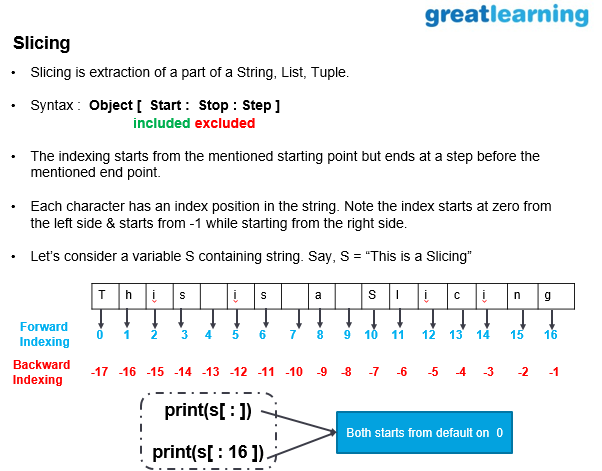 greatlearning
Slicing
• Slicing is extraction of a part of a String, List, Tuple.
• Syntax : Object [ Start : Stop : Step ]
included excluded
• The indexing starts from the mentioned starting point but ends at a step before the
mentioned end point.
• Each character has an index position in the string. Note the index starts at zero from
the left side & starts from -1 while starting from the right side.
• Let’s consider a variable S containing string. Say, S = “This is a Slicing”
T h i s i s a S l i c i n g
Forward
Indexing
0 1 2 3 4 5 6 7 8 9 10 11 12 13 14 15 16
Backward
Indexing
-17 -16 -15 -14 -13 -12 -11 -10 -9 -8 -7 -6 -5 -4 -3 -2 -1
print(s[ : ])
print(s[ : 16 ])
Both starts from default on 0